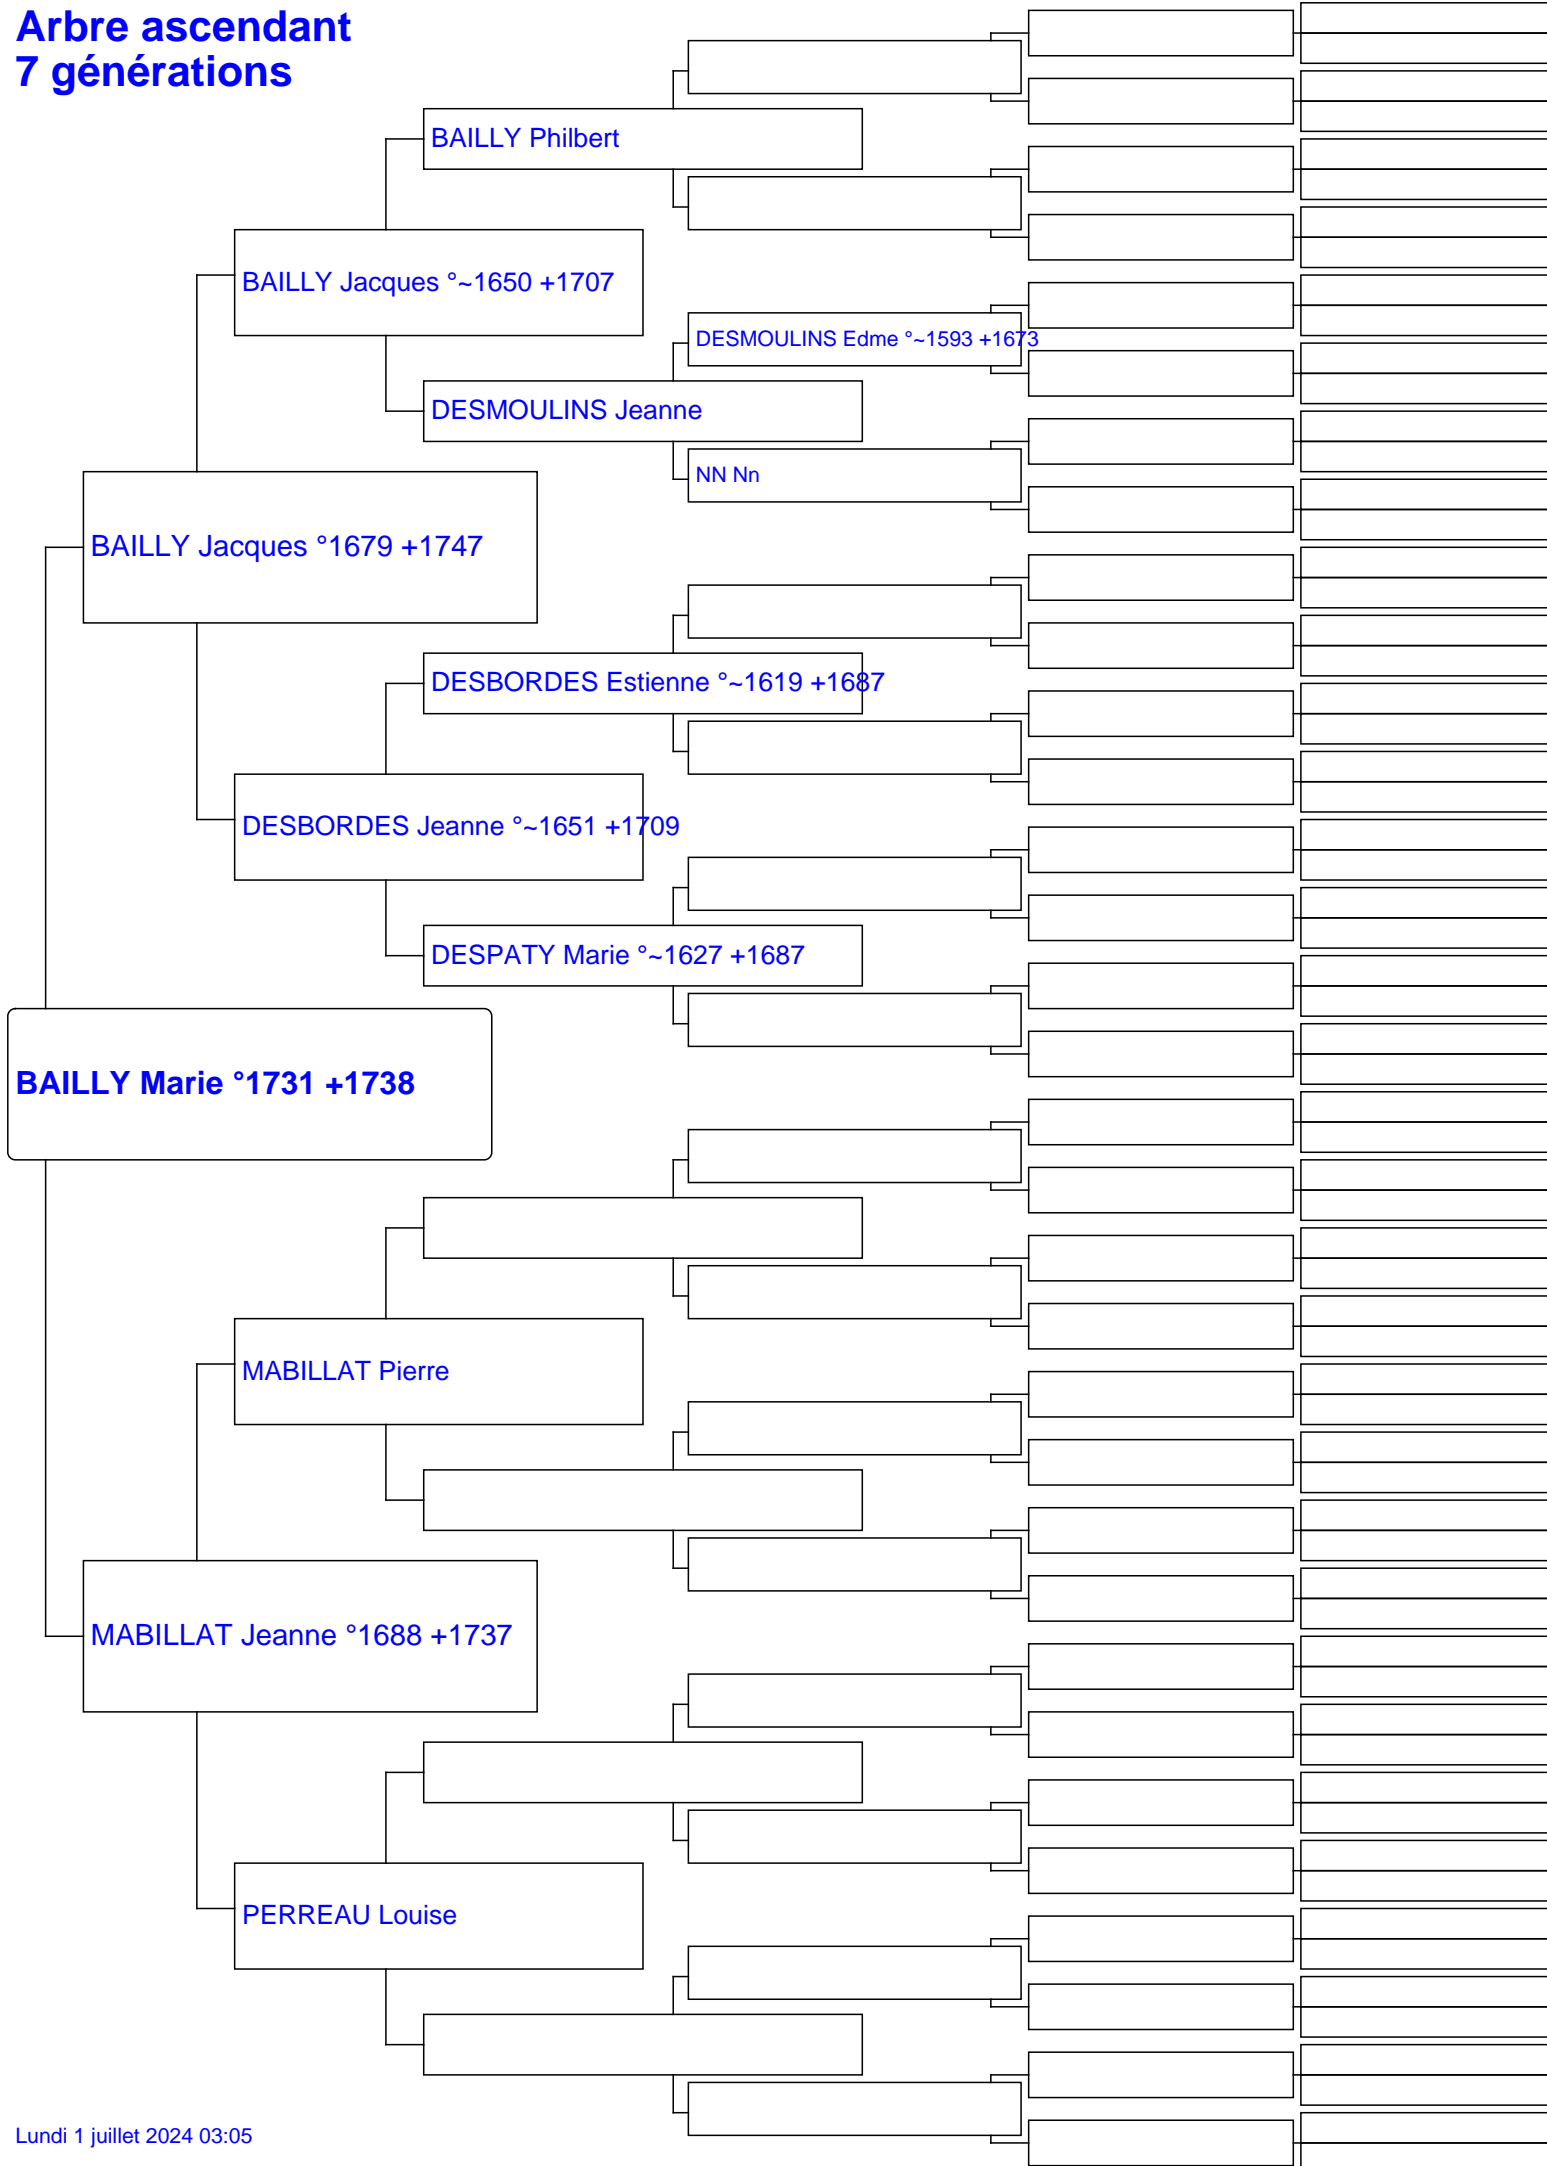 Arbre ascendant
7 générations
BAILLY Philbert
BAILLY Jacques °~1650 +1707
DESMOULINS Edme °~1593 +1673
DESMOULINS Jeanne
NN Nn
BAILLY Jacques °1679 +1747
DESBORDES Estienne °~1619 +1687
DESBORDES Jeanne °~1651 +1709
DESPATY Marie °~1627 +1687
BAILLY Marie °1731 +1738
MABILLAT Pierre
MABILLAT Jeanne °1688 +1737
PERREAU Louise
Lundi 1 juillet 2024 03:05